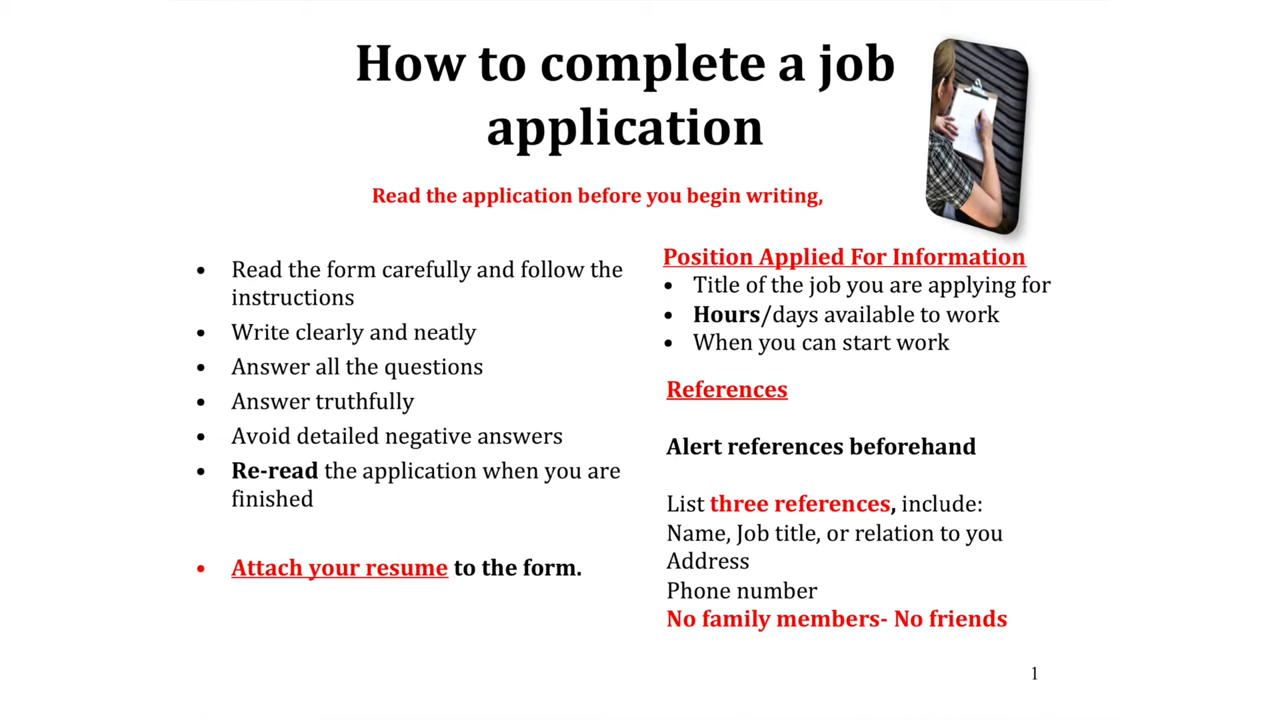 How to complete a job
application
Read the application before you begin writing,
• Read the form carefully and follow the
instructions
• Write clearly and neatly
• Answer all the questions
• Answer truthfully
• Avoid detailed negative answers
• Re-read the application when you are
finished
• Attach your resume to the form.
Position Applied For Information
• Title of the job you are applying for
• Hours/days available to work
• When you can start work
References
Alert references beforehand
List three references, include:
Name, Job title, or relation to you
Address
Phone number
No family members- No friends
1